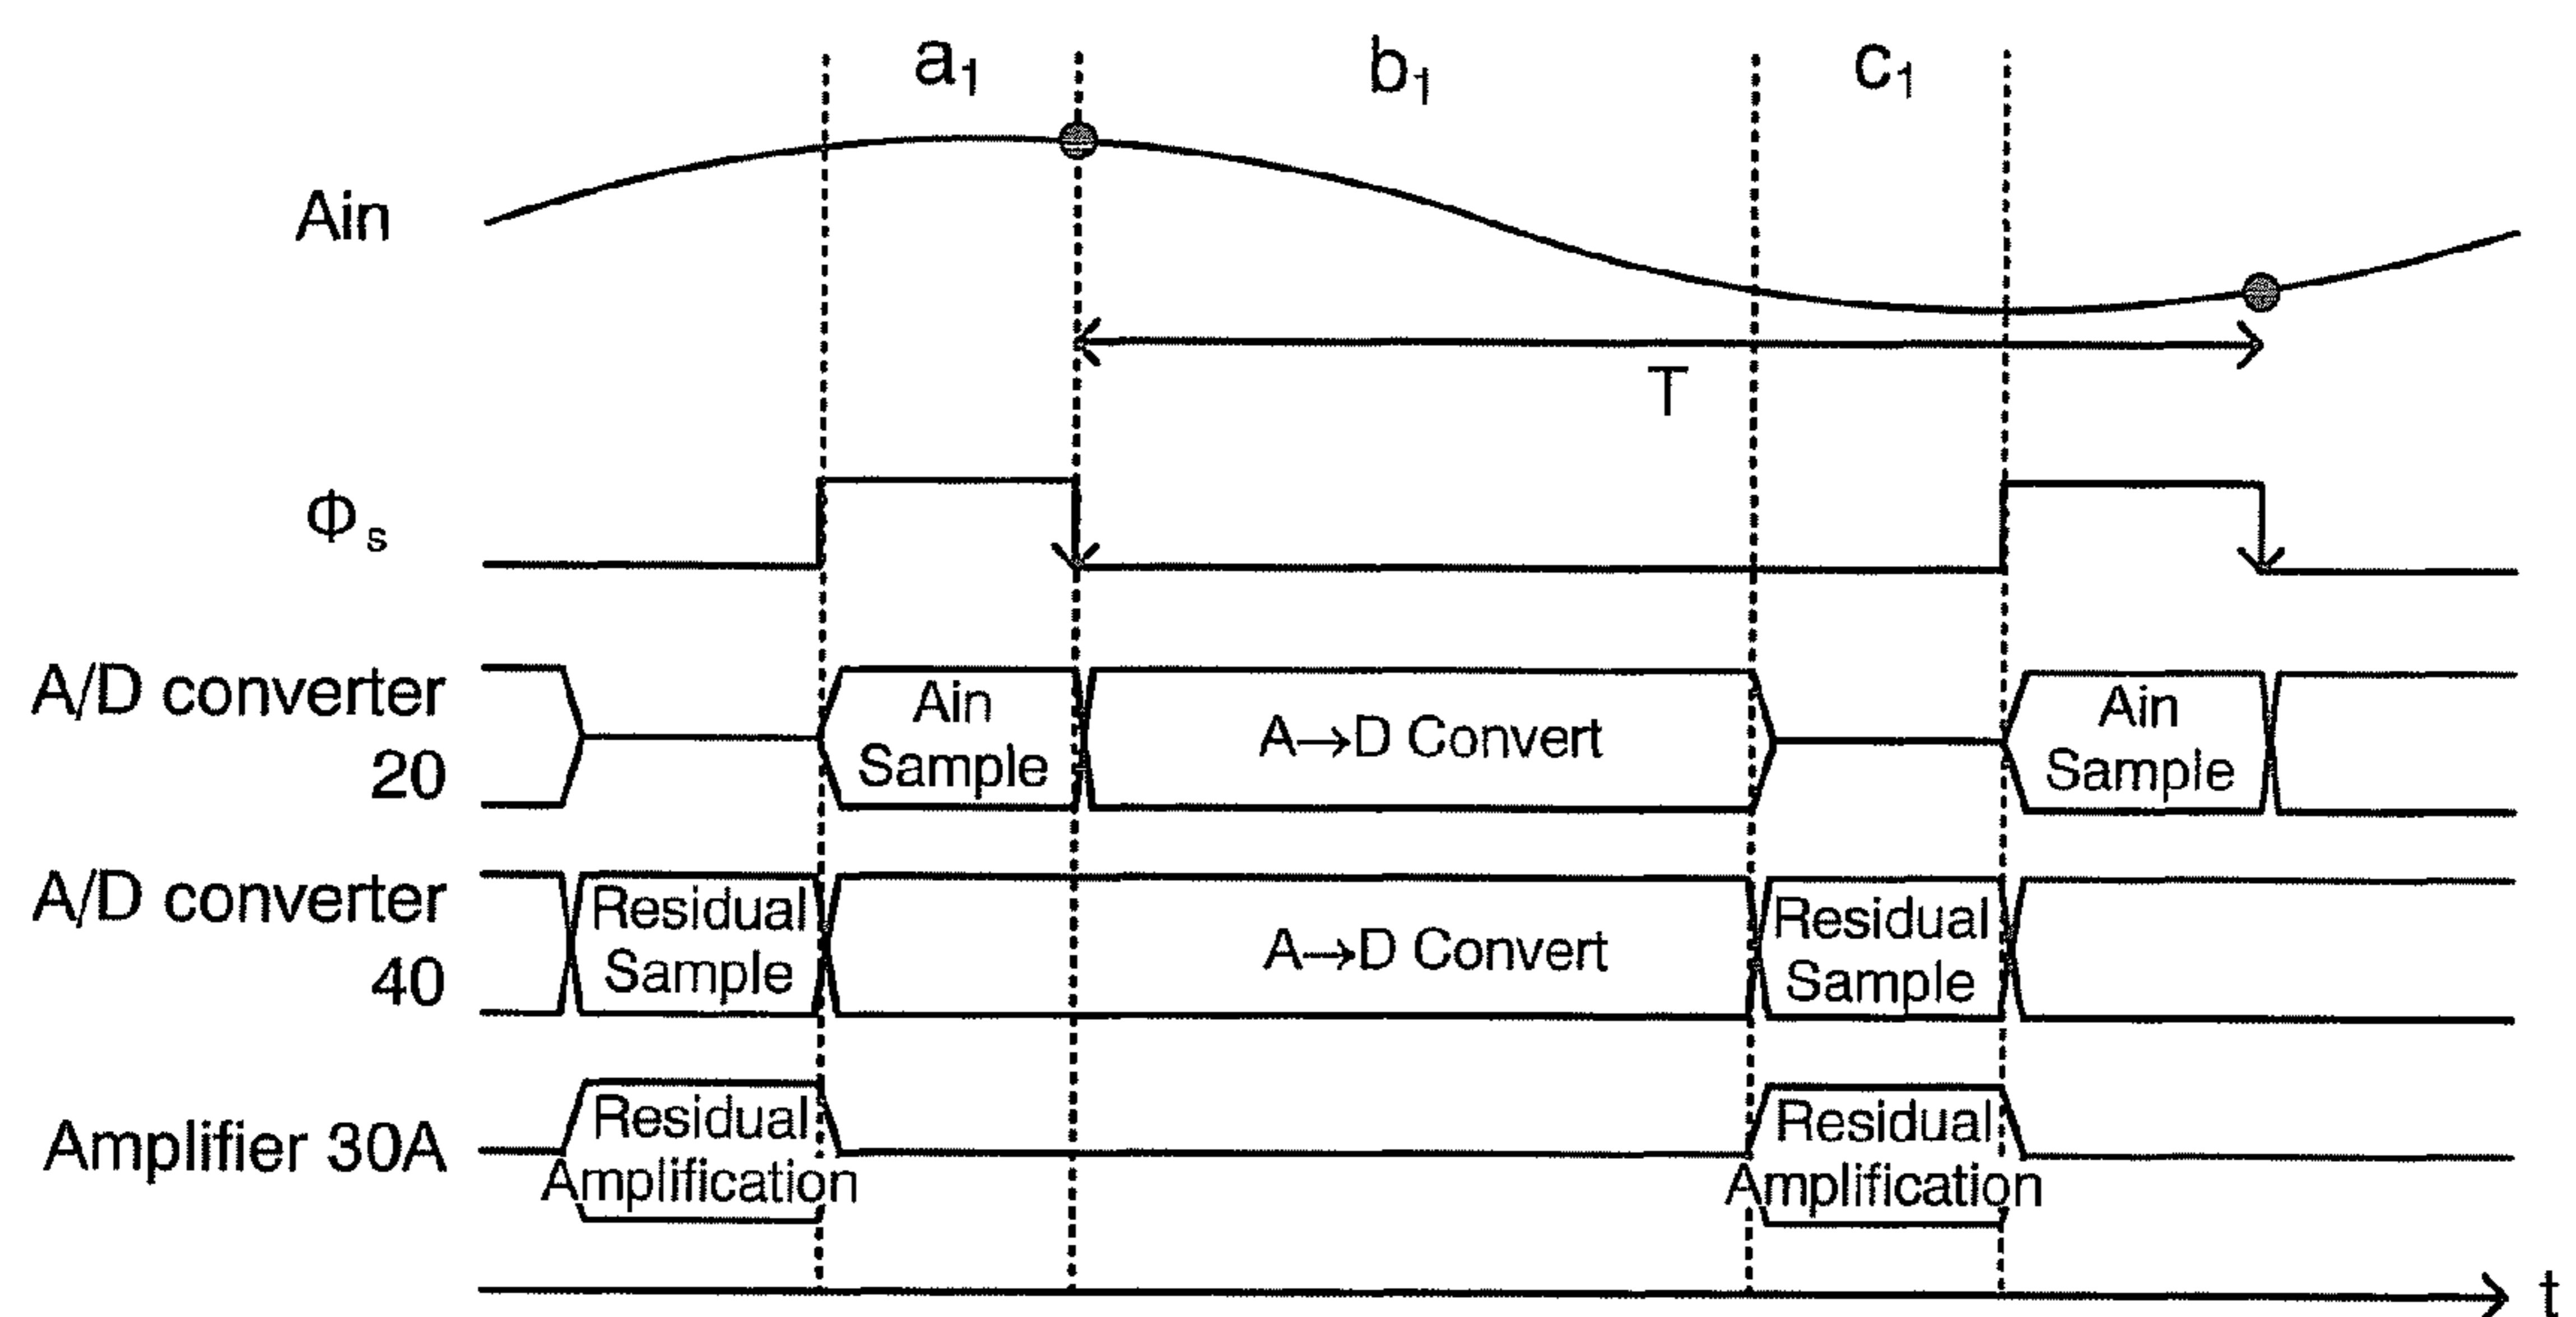 a1 b1 c1
Ain
T
Φs
A/D converter
20
Ain
Sample
A→D Convert
Ain
Sample
A/D converter
40
Residual
Sample
A→D Convert
Residual
Sample
Amplifier 30A
Residual
Amplification
Residual
Amplification
t